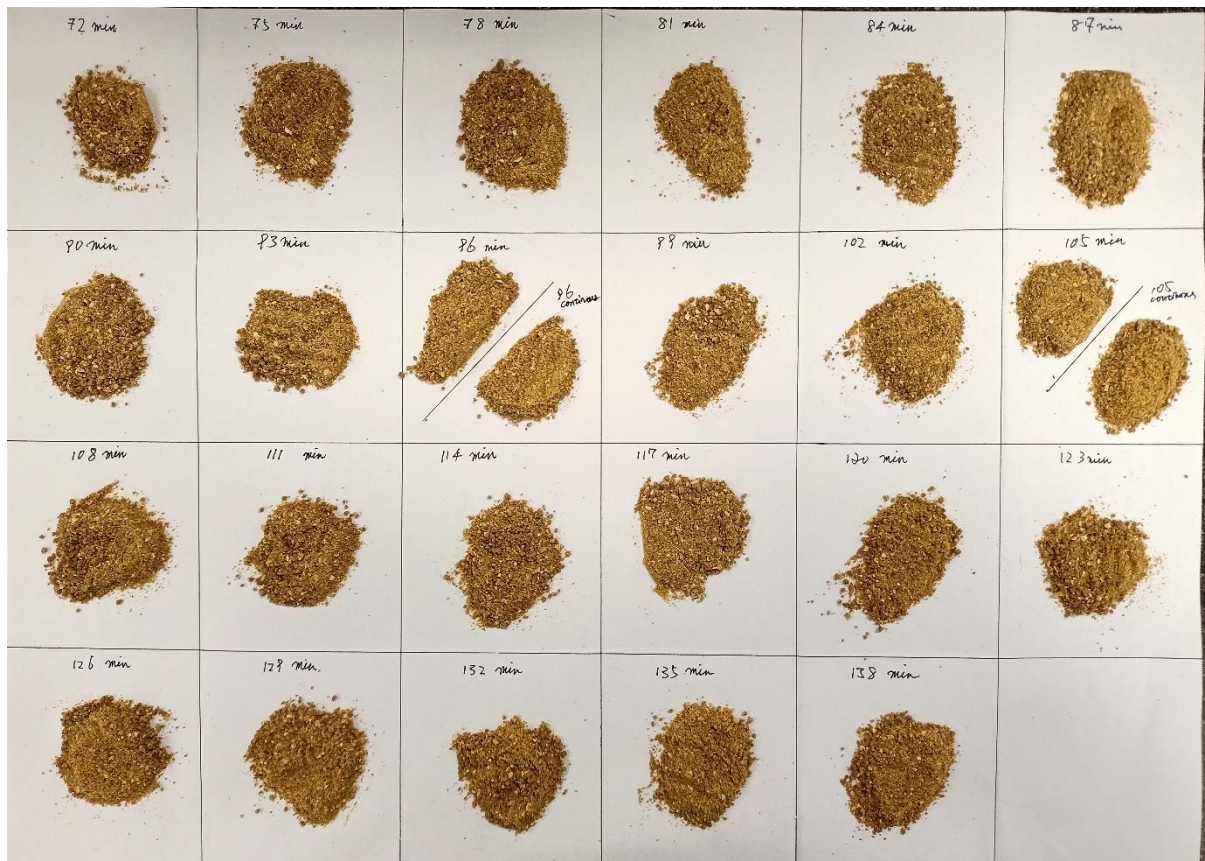 72 min
75 min
78 min
81 min
84 min
87 min
90 min
93 min
96 min
96
continous
99 min
102 min
105 min
105
continous
108 min
111 min
114 min
117 min
120 min
123 min
126 min
129 min.
132 min
135 min
138 min